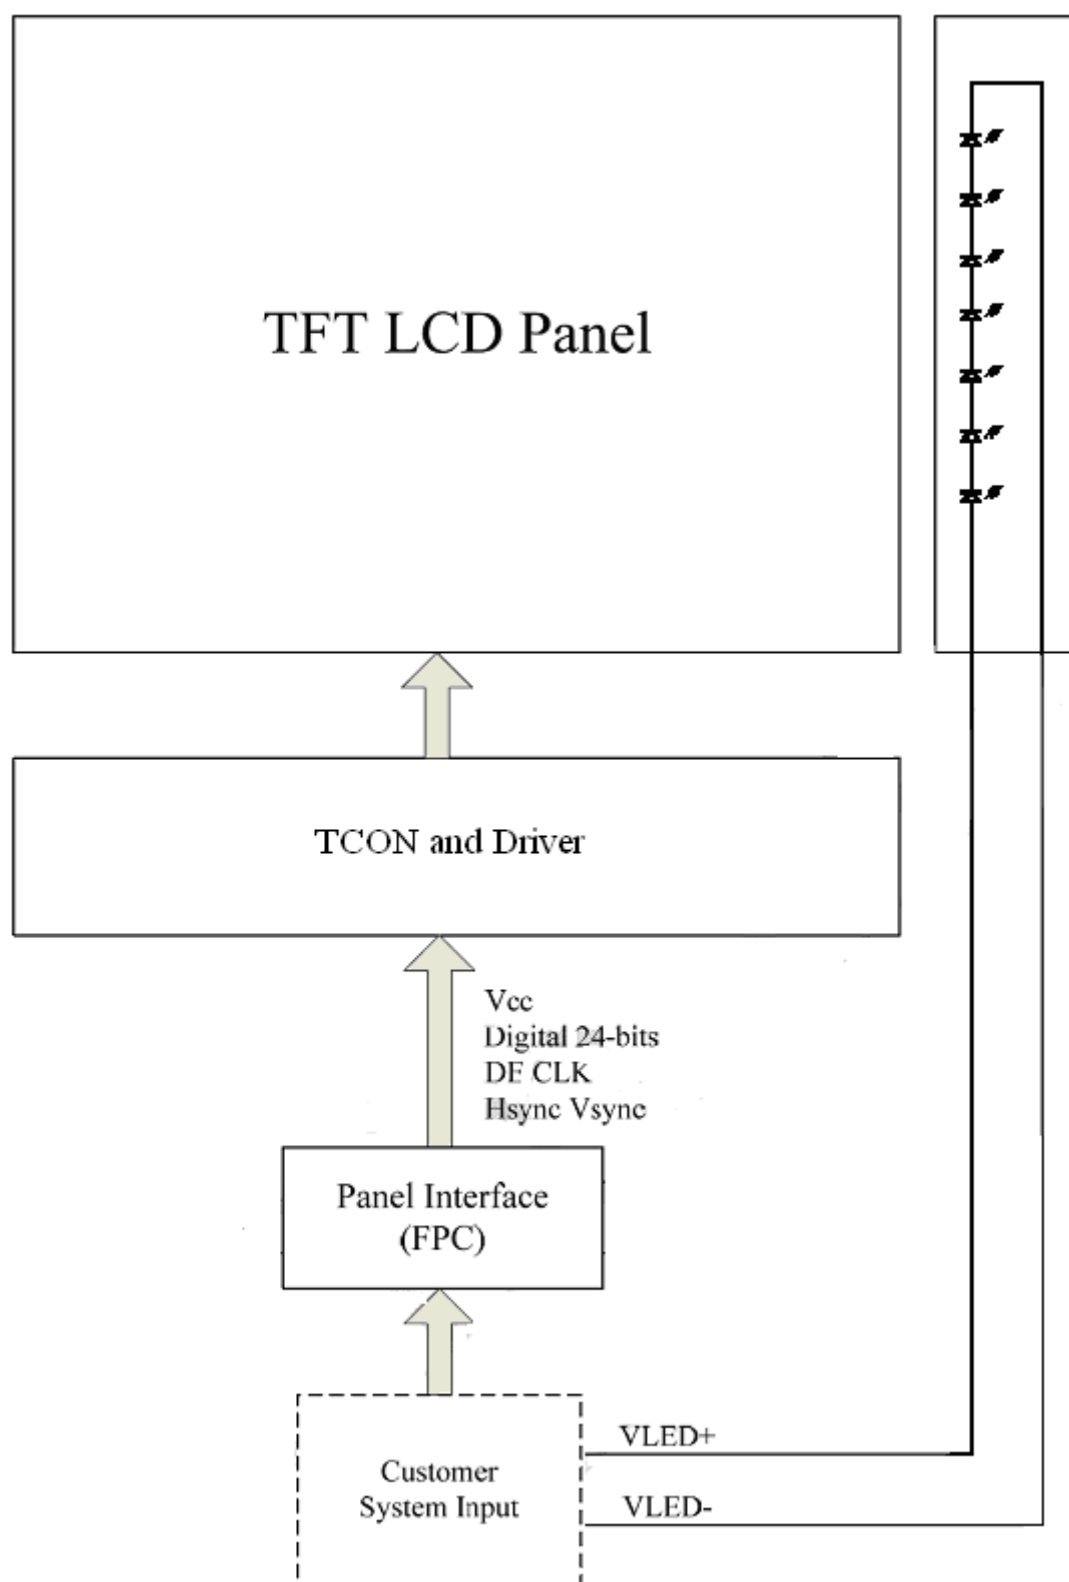 TFT LCD Panel
TCON and Driver
Vcc
Digital 24-bits
DE CLK
Hsync Vsync
Panel Interface
(FPC)
Customer
System Input
VLED+
VLED-